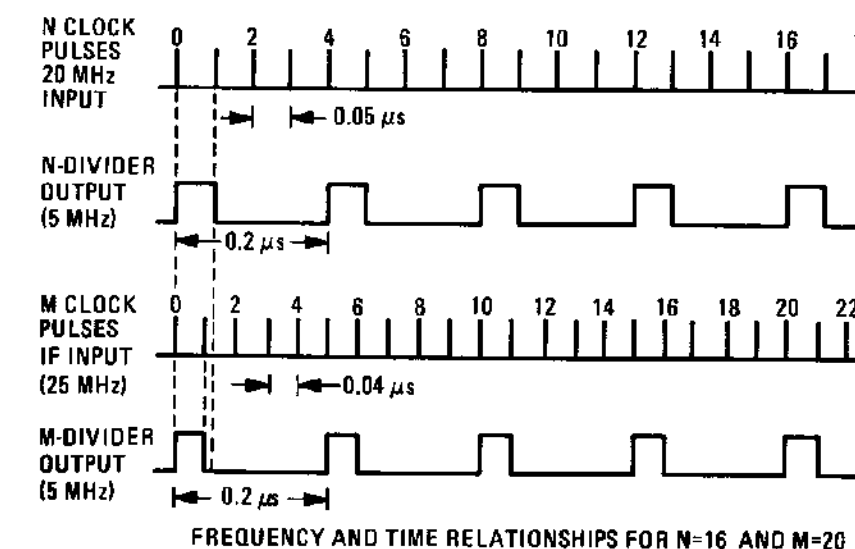 N CLOCK
PULSES
20 MHz
INPUT
0 2 4 6 8 10 12 14 16
0.05 μs
N-DIVIDER
OUTPUT
(5 MHz)
0.2 μs
M CLOCK
PULSES
IF INPUT
(25 MHz)
0 2 4 6 8 10 12 14 16 18 20 22
0.04 μs
M-DIVIDER
OUTPUT
(5 MHz)
0.2 μs
FREQUENCY AND TIME RELATIONSHIPS FOR N=16 AND M=20